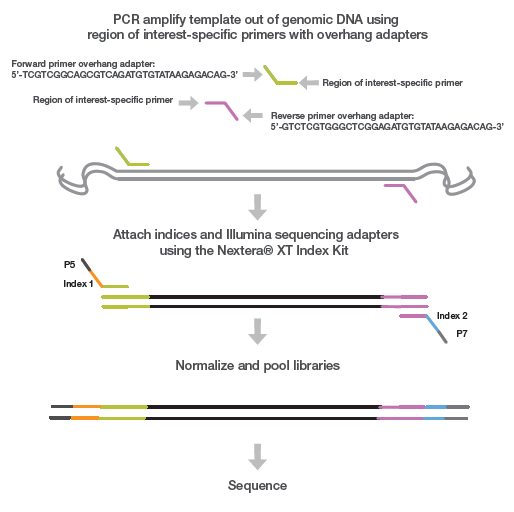 PCR amplify template out of genomic DNA using
region of interest-specific primers with overhang adapters
Forward primer overhang adapter:
5’-TCGTCGGCAGCGTCAGATGTGTATAAGAGACAG-3’
Region of interest-specific primer
Region of interest-specific primer
Reverse primer overhang adapter:
5’-GTCTCGTGGGCTCGGAGATGTGTATAAGAGACAG-3’
Attach indices and Illumina sequencing adapters
using the Nextera® XT Index Kit
P5
Index 1
Index 2
P7
Normalize and pool libraries
Sequence